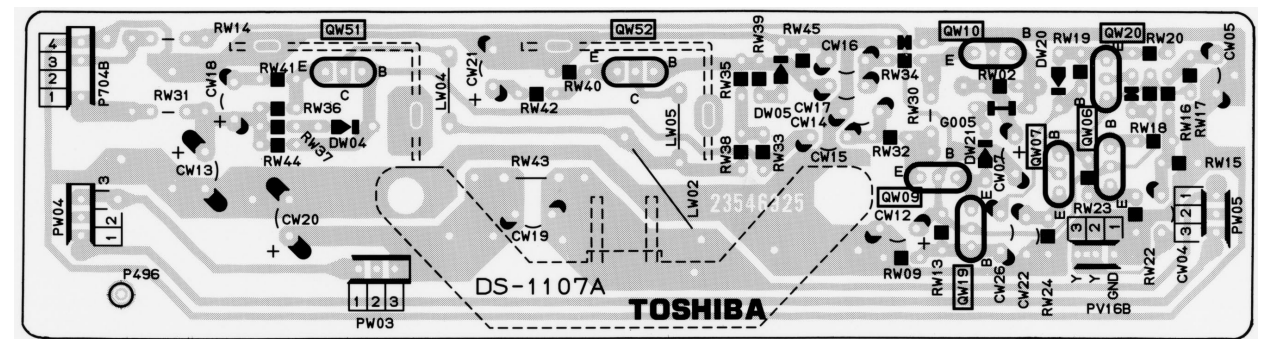 RW14
QW51
QW52
RW39
RW45
QW10
B
DW20
RW19
QW20
RW20
CW05
4
3
2
1
P704B
CW18
RW41
E
B
C
LW04
CW21
+
E
B
C
RW40
RW42
RW35
CW16
RW34
E
RW02
E
B
RW31
RW36
RW37
DW04
RW44
LW05
DW05
CW17
CW14
RW30
G005
QW06
RW16
RW17
+
CW13
RW38
RW33
CW15
RW32
DW21
CW07
+
QW07
B
B
RW18
RW15
RW43
LW02
B
E
QW09
PW04
3
2
1
+
CW20
CW19
23546325
CW12
E
E
E
RW23
3
2
1
1
2
3
PW05
P496
1
2
3
PW03
DS-1107A
TOSHIBA
RW09
+
RW13
QW19
B
CW26
CW22
RW24
Y
Y
GND
PV16B
RW22
CW04